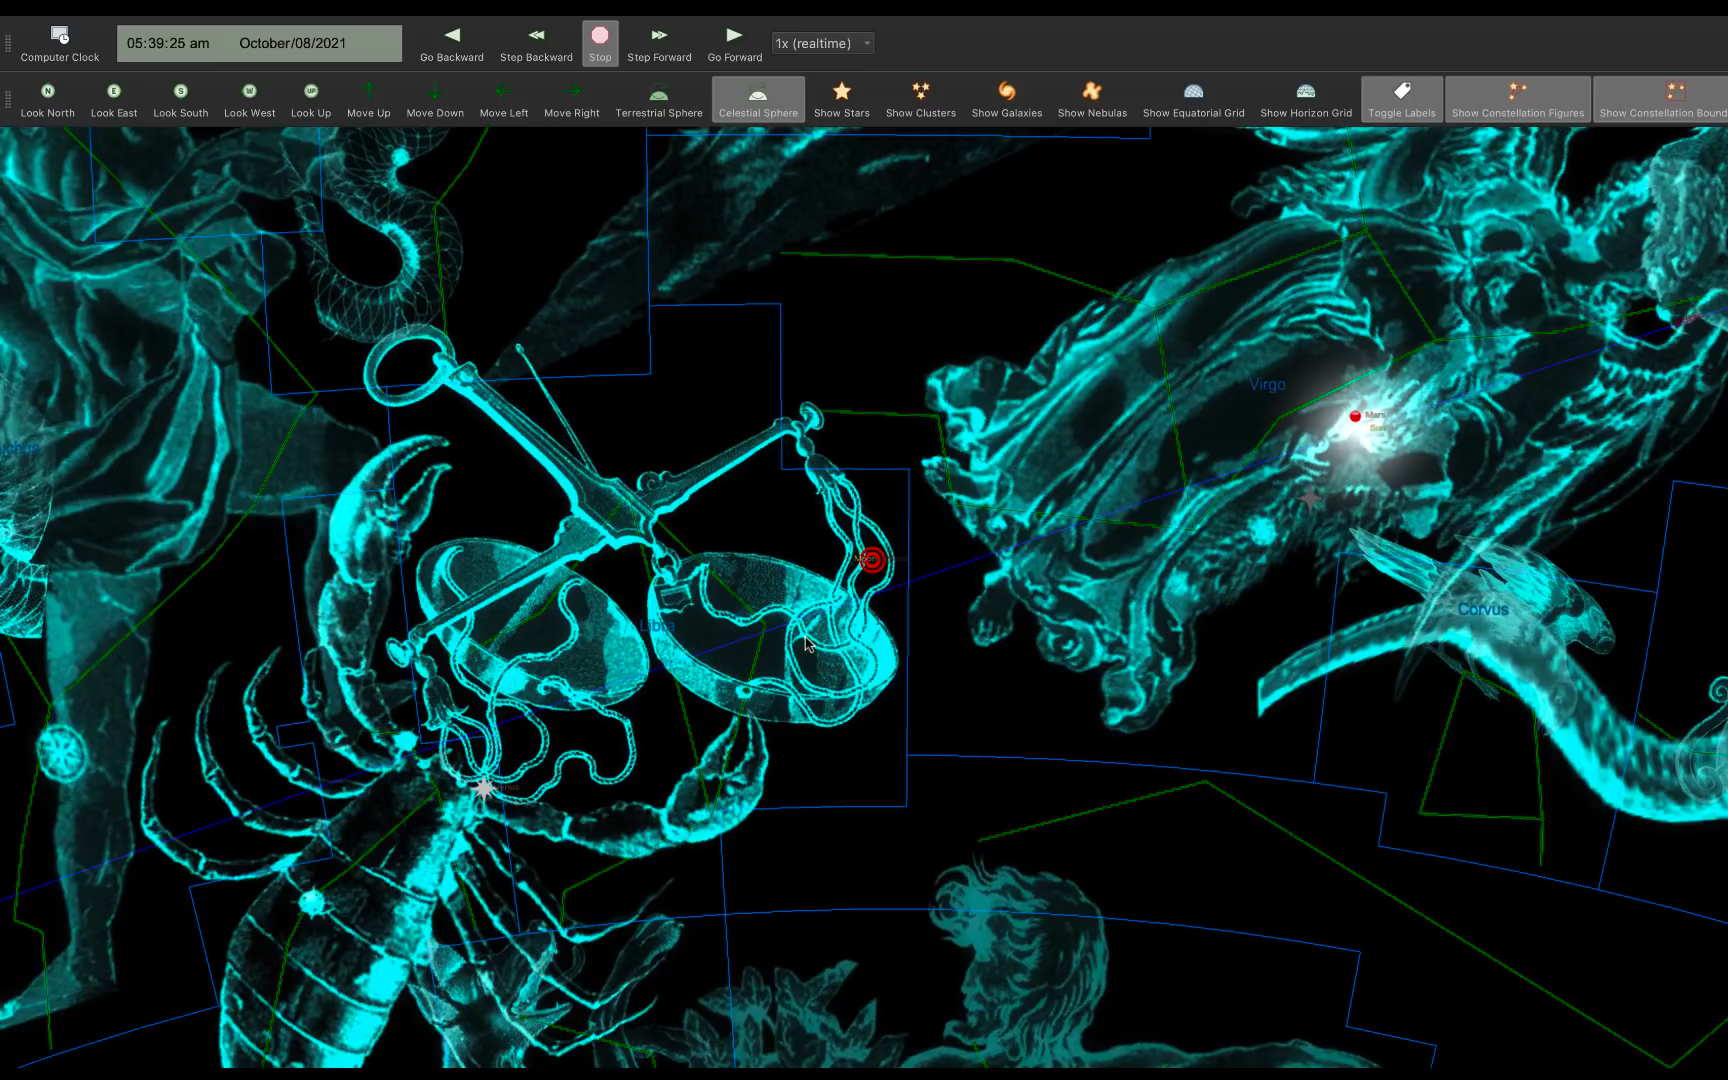 05:39:25 am October/08/2021
1x (realtime)
Computer Clock Go Backward Step Backward Stop Step Forward Go Forward
N E S W UP
Look North Look East Look South Look West Look Up Move Up Move Down Move Left Move Right Terrestrial Sphere Celestial Sphere Show Stars Show Clusters Show Galaxies Show Nebulas Show Equatorial Grid Show Horizon Grid Toggle Labels Show Constellation Figures Show Constellation Bound
Virgo
Mars
Sun
Corvus
Libra